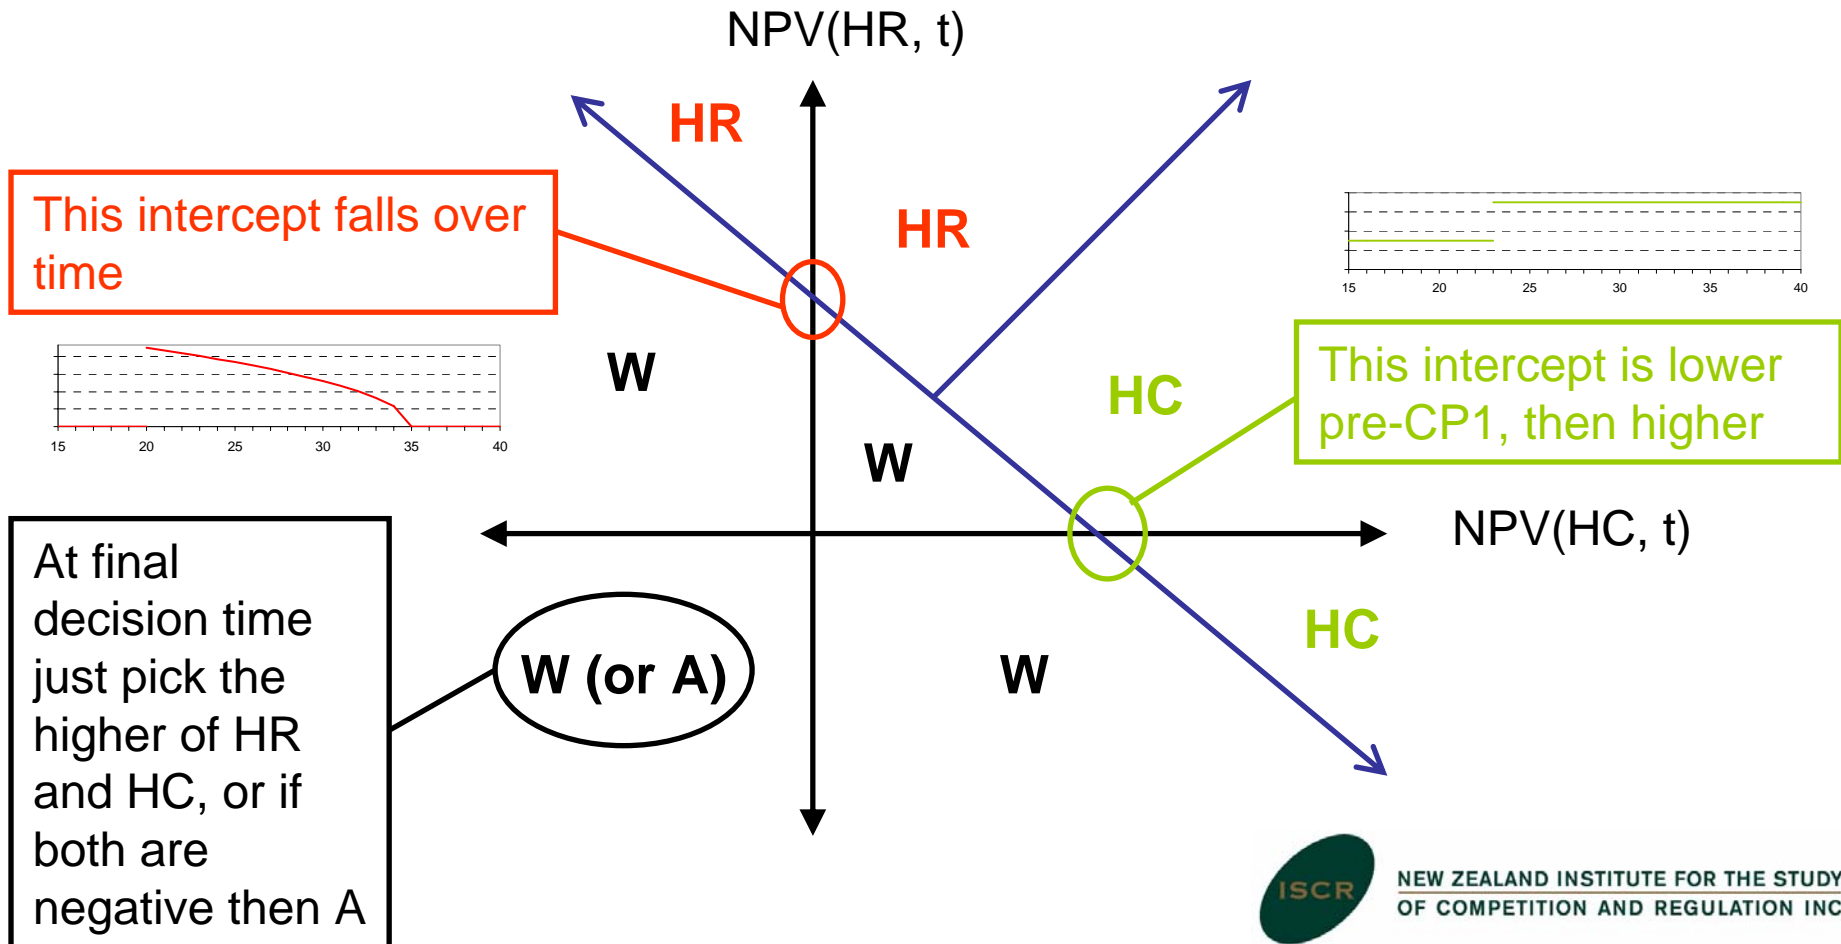 NPV(HR, t)
HR
HR
This intercept falls over
time
15 20 25 30 35 40
15 20 25 30 35 40
W
HC
This intercept is lower
pre-CP1, then higher
W
NPV(HC, t)
At final
decision time
just pick the
higher of HR
and HC, or if
both are
negative then A
W (or A)
W
HC
ISCR
NEW ZEALAND INSTITUTE FOR THE STUDY
OF COMPETITION AND REGULATION INC